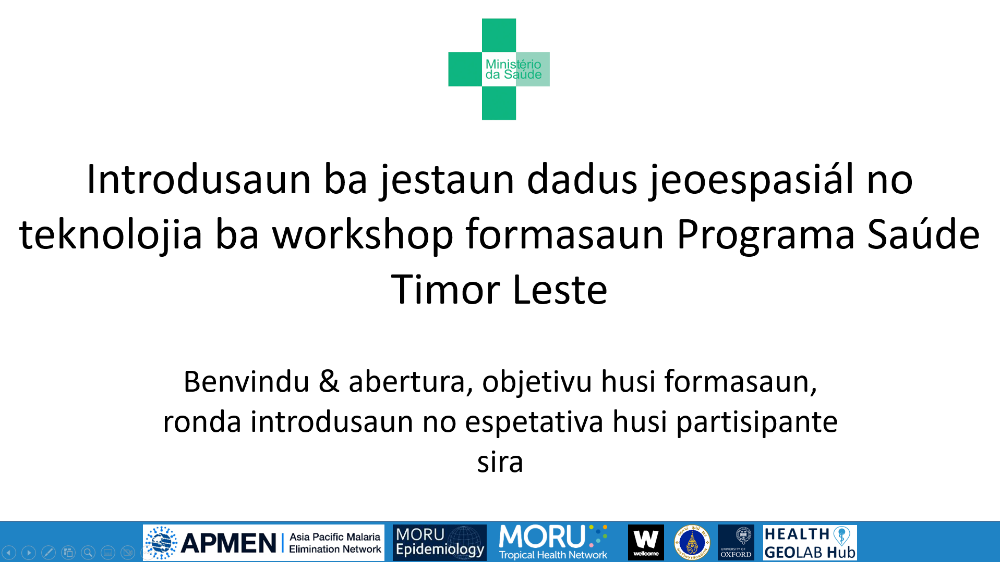 Ministério
da Saúde
Introdusaun ba jestaun dadus jeoespasiál no
teknolojia ba workshop formasaun Programa Saúde
Timor Leste
Benvindu & abertura, objetivu husi formasaun,
ronda introdusaun no espetativa husi partisipante
sira
APMEN
Asia Pacific Malaria
Elimination Network
MORU
Epidemiology
MORU
Tropical Health Network
W
wellcome
UNIVERSITY OF
OXFORD
HEALTH
GEOLAB Hub